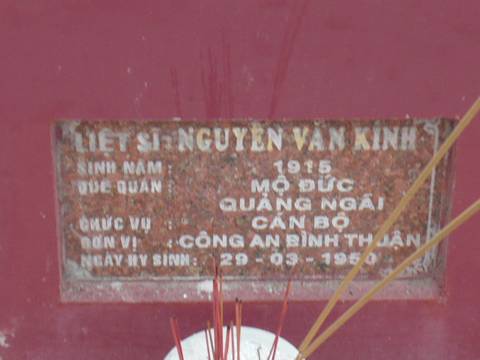 LIỆT SĨ: NGUYỄN VĂN KÍNH
SINH NĂM : 1915
QUÊ QUÁN : MỘ ĐỨC
QUẢNG NGÃI
CHỨC VỤ : CÁN BỘ
ĐƠN VỊ : CÔNG AN BÌNH THUẬN
NGÀY HY SINH: 29 - 03 - 1950